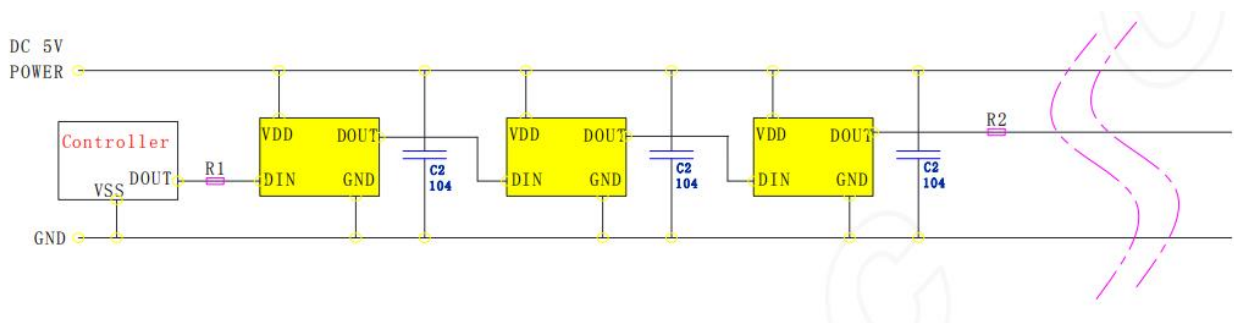 DC 5V
POWER
Controller
VSS
DOUT
R1
VDD
DOUT
DIN
GND
C2
104
VDD
DOUT
DIN
GND
C2
104
VDD
DOUT
DIN
GND
C2
104
R2
GND